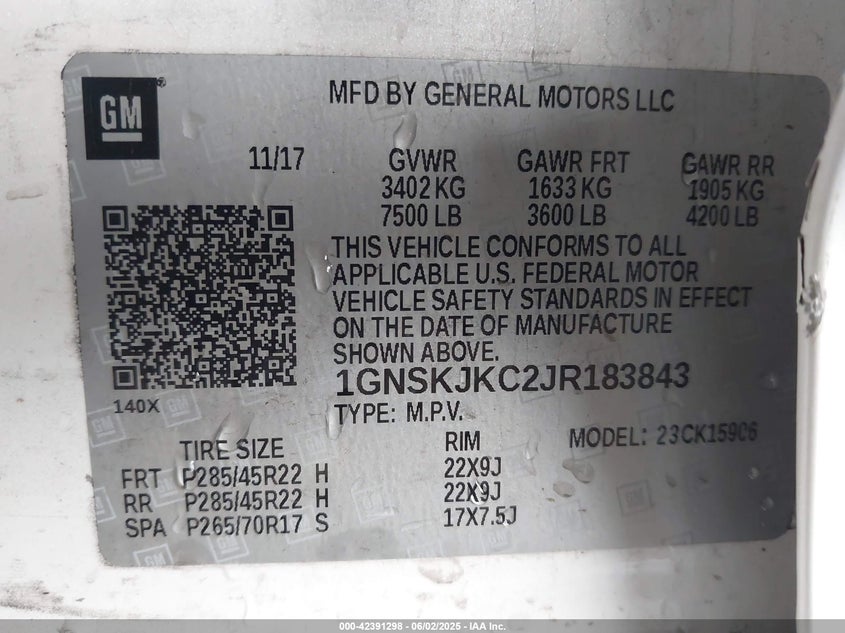 GM
MFD BY GENERAL MOTORS LLC
11/17 GVWR GAWR FRT GAWR RR
3402 KG 1633 KG 1905 KG
7500 LB 3600 LB 4200 LB
THIS VEHICLE CONFORMS TO ALL
APPLICABLE U.S. FEDERAL MOTOR
VEHICLE SAFETY STANDARDS IN EFFECT
ON THE DATE OF MANUFACTURE
SHOWN ABOVE.
1GNSKJKC2JR183843
140X
TYPE: M.P.V.
MODEL: 23CK15906
TIRE SIZE RIM
FRT P285/45R22 H 22X9J
RR P285/45R22 H 22X9J
SPA P265/70R17 S 17X7.5J
000-42391298 - 06/02/2025 - IAA Inc.